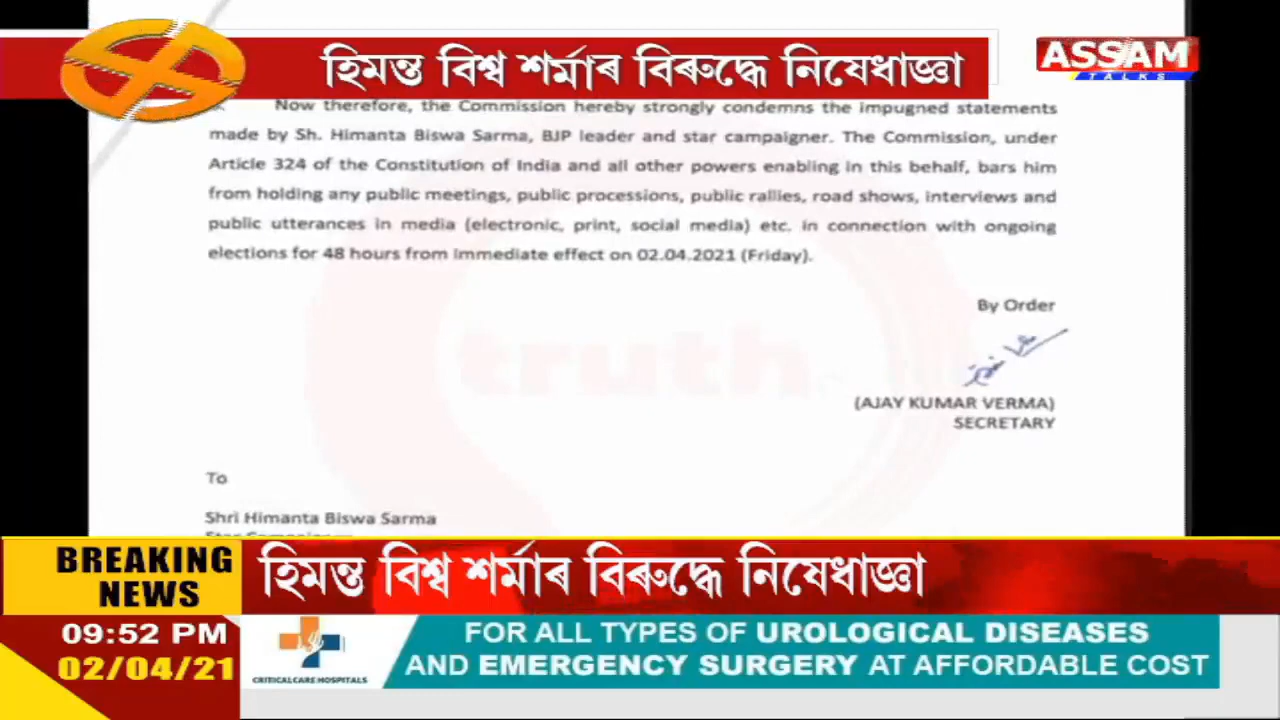 হিমন্ত বিশ্ব শৰ্মাৰ বিৰুদ্ধে নিষেধাজ্ঞা
ASSAM
TALKS
Now therefore, the Commission hereby strongly condemns the impugned statements
made by Sh. Himanta Biswa Sarma, BJP leader and star campaigner. The Commission, under
Article 324 of the Constitution of India and all other powers enabling in this behalf, bars him
from holding any public meetings, public processions, public rallies, road shows, interviews and
public utterances in media (electronic, print, social media) etc. in connection with ongoing
elections for 48 hours from immediate effect on 02.04.2021 (Friday).
truth
By Order
(AJAY KUMAR VERMA)
SECRETARY
To
Shri Himanta Biswa Sarma
BREAKING
NEWS
হিমন্ত বিশ্ব শৰ্মাৰ বিৰুদ্ধে নিষেধাজ্ঞা
09:52 PM
02/04/21
CRITICALCARE HOSPITALS
FOR ALL TYPES OF UROLOGICAL DISEASES
AND EMERGENCY SURGERY AT AFFORDABLE COST